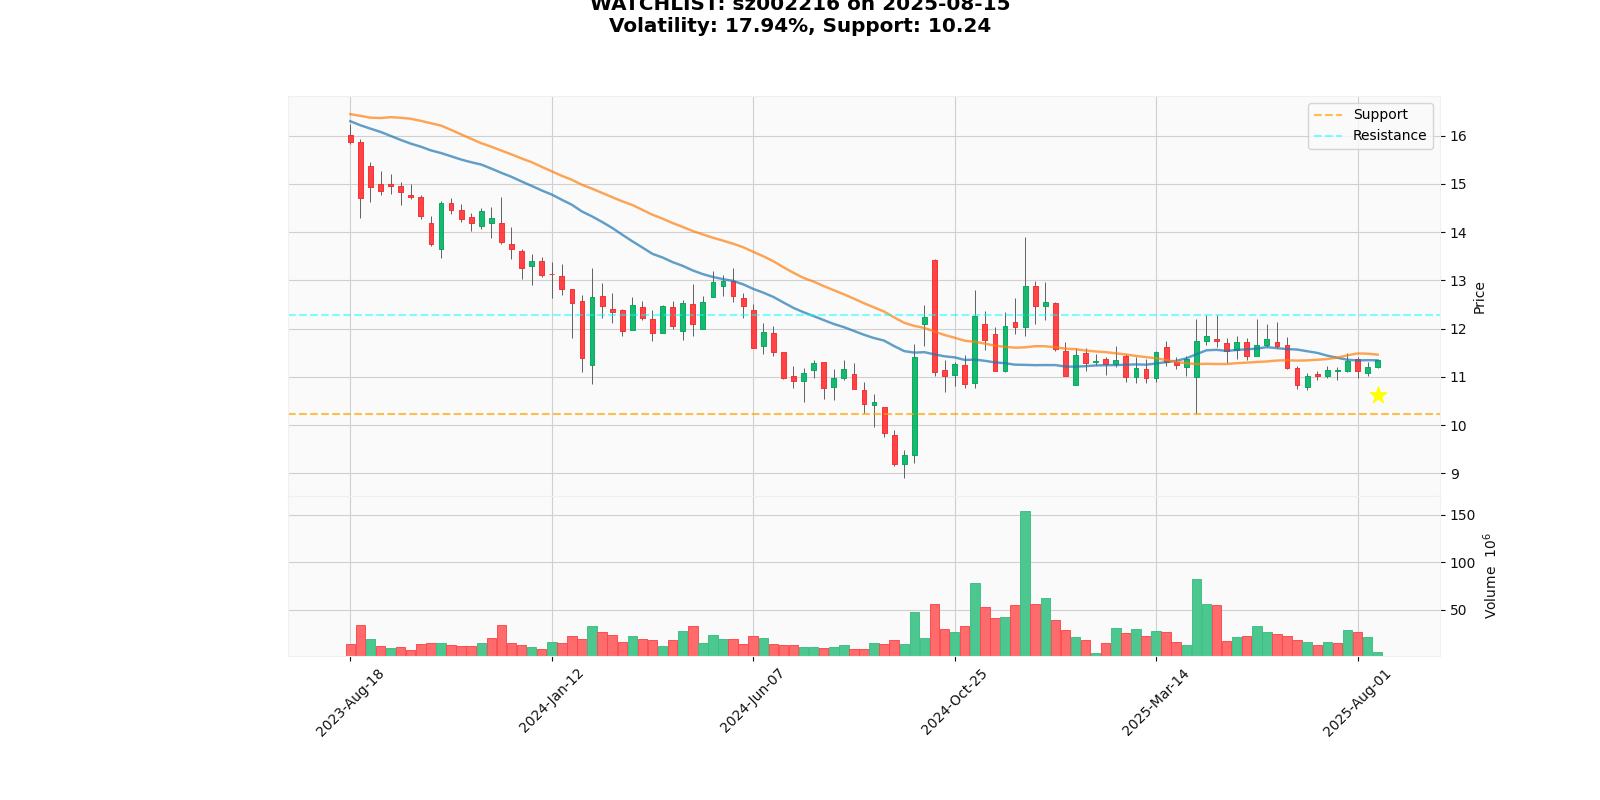 WATCHLIST: sz002216 on 2025-08-15
Volatility: 17.94%, Support: 10.24
Support
Resistance
16
15
14
13
12
11
10
9
Price
150
100
50
Volume 10⁶
2023-Aug-18
2024-Jan-12
2024-Jun-07
2024-Oct-25
2025-Mar-14
2025-Aug-01